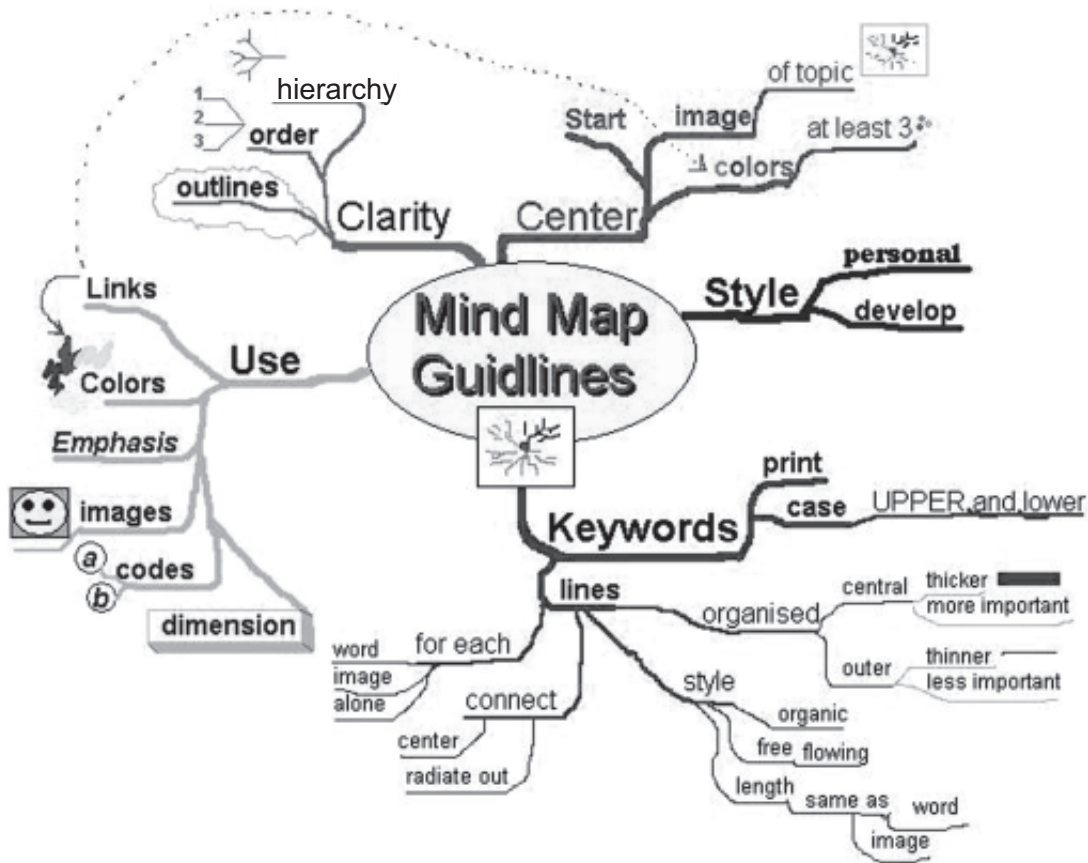 Mind Map
Guidlines
Clarity
hierarchy
order
1
2
3
outlines
Center
Start
image
of topic
colors
at least 3
Style
personal
develop
Use
Links
Colors
Emphasis
images
codes
a
b
dimension
Keywords
print
case
UPPER and lower
lines
organised
central
thicker
more important
outer
thinner
less important
style
organic
free flowing
length
same as
word
image
connect
center
radiate out
for each
word
image
alone